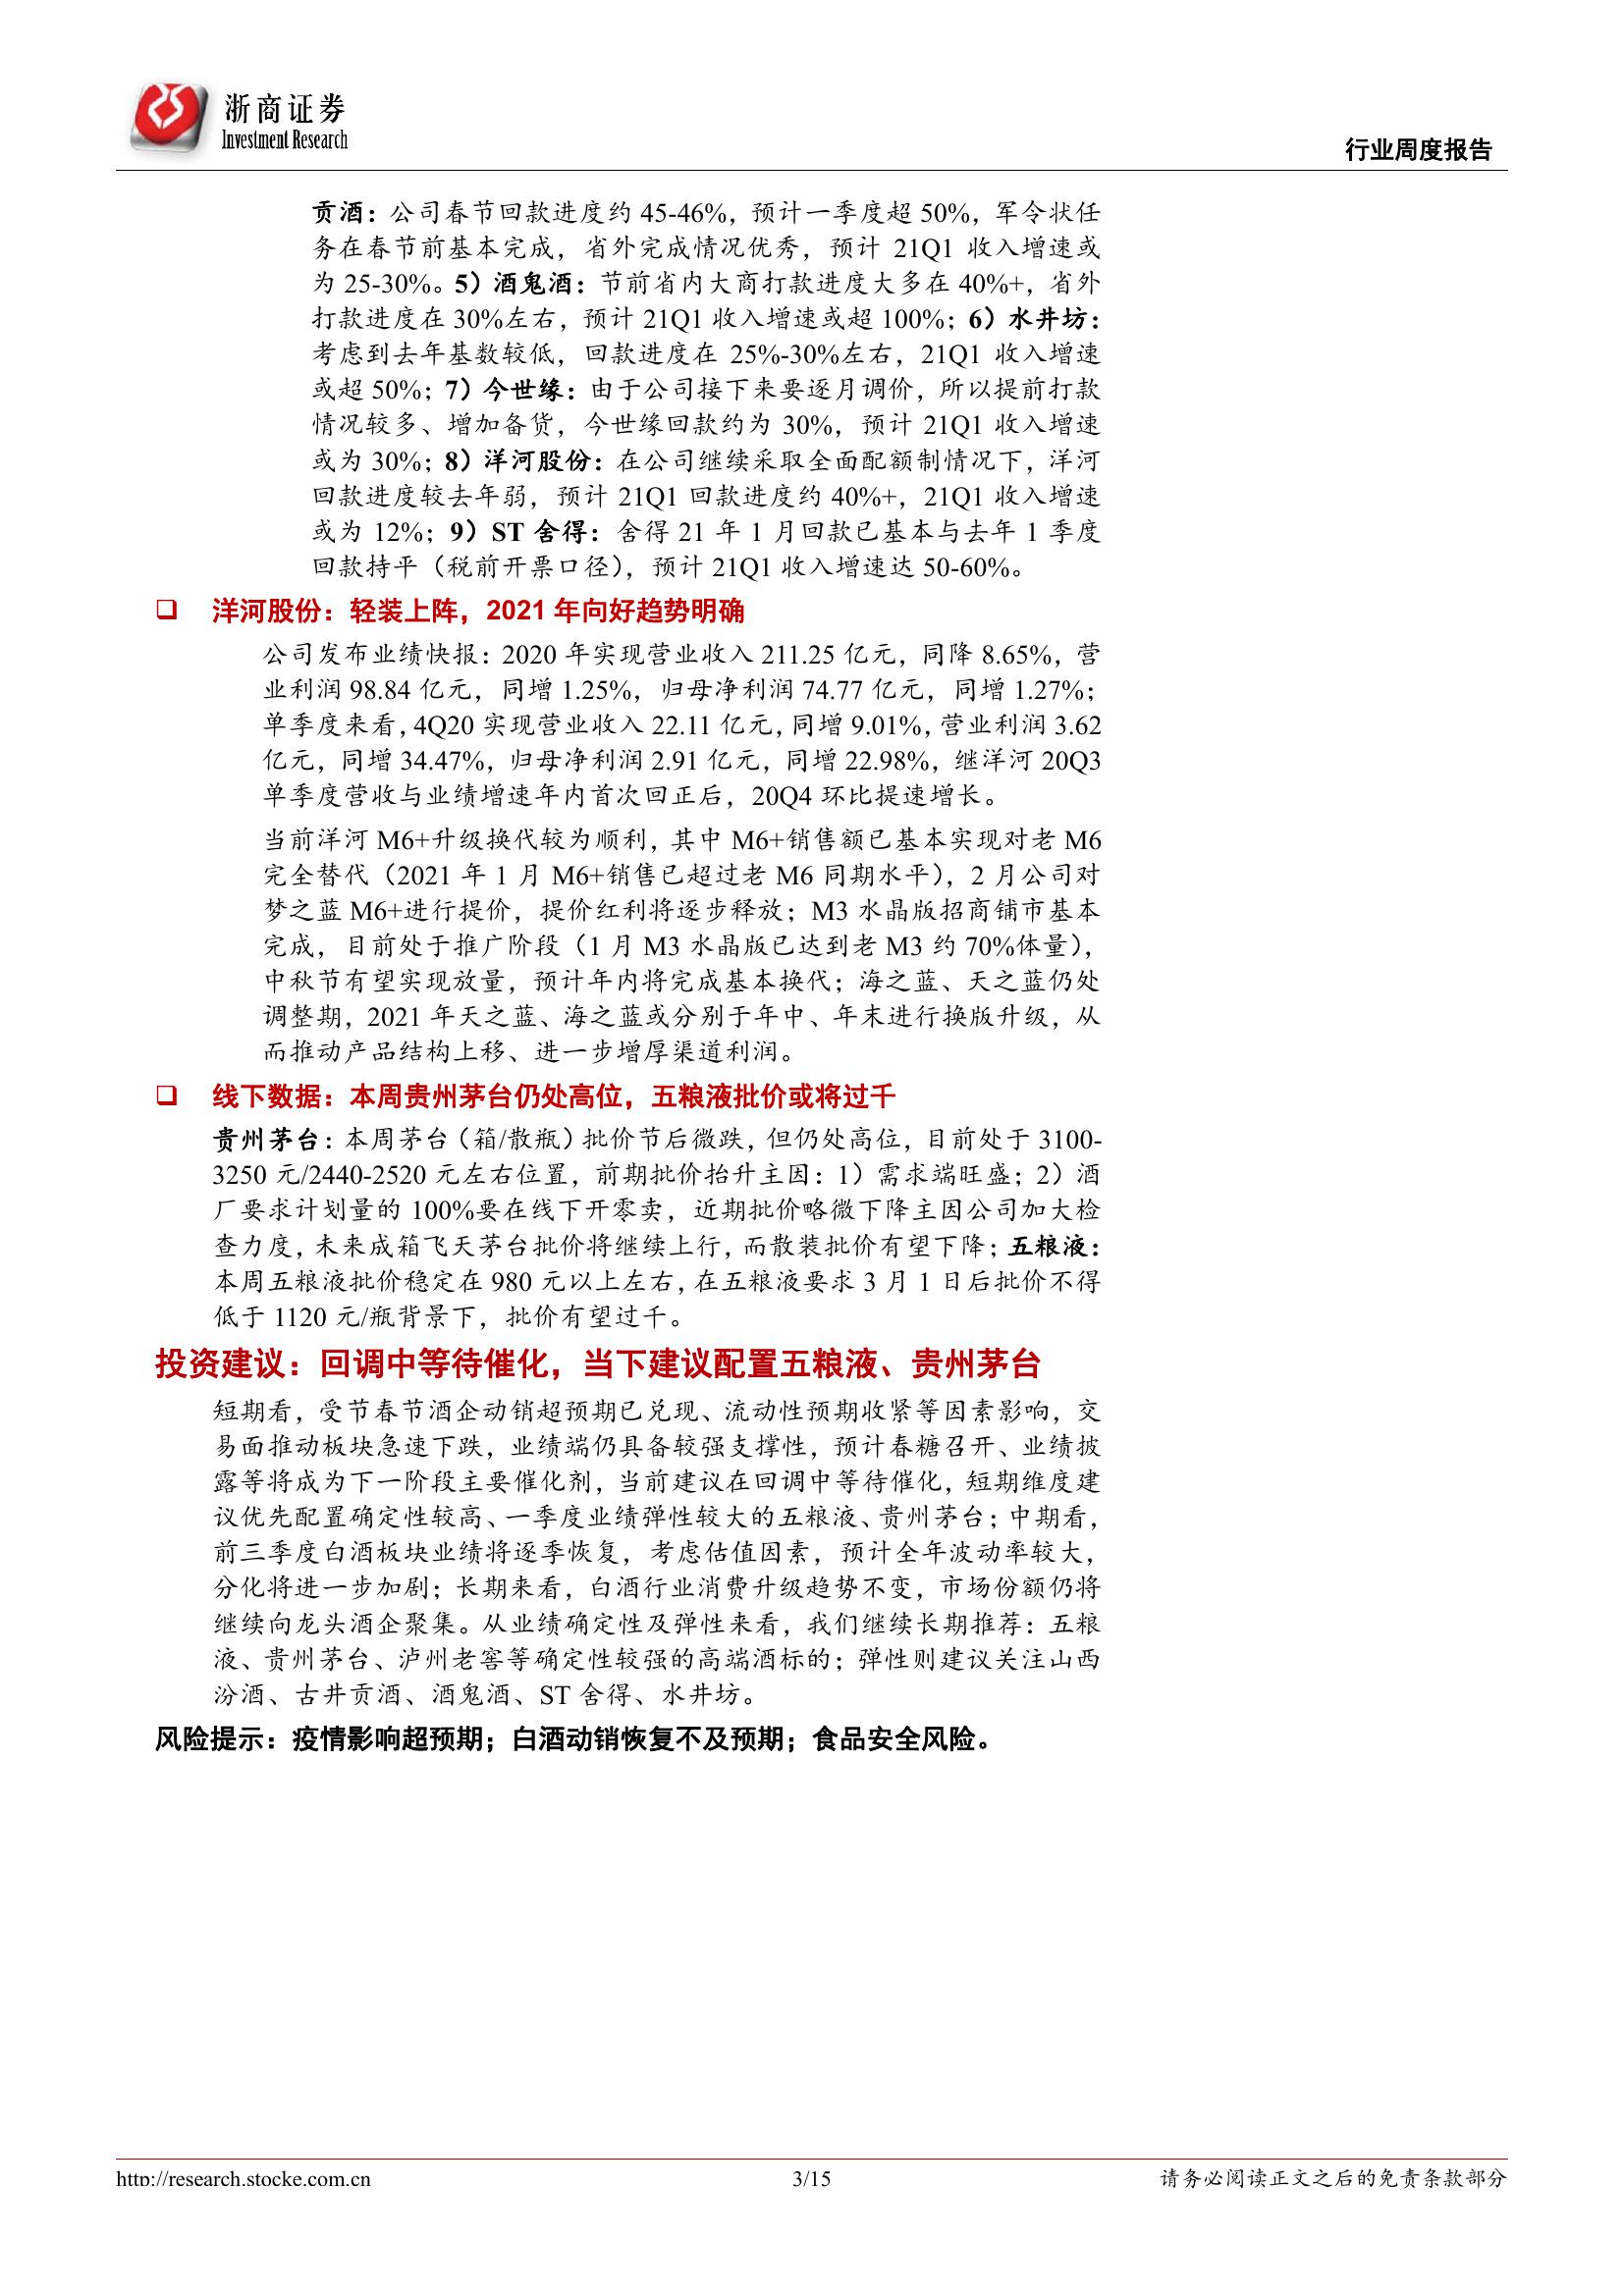 浙商证券
Investment Research
行业周度报告
贡酒：公司春节回款进度约 45-46%，预计一季度超 50%，军令状任
务在春节前基本完成，省外完成情况优秀，预计 21Q1 收入增速或
为 25-30%。5）酒鬼酒：节前省内大商打款进度大多在 40%+，省外
打款进度在 30%左右，预计 21Q1 收入增速或超 100%；6）水井坊：
考虑到去年基数较低，回款进度在 25%-30%左右，21Q1 收入增速
或超 50%；7）今世缘：由于公司接下来要逐月调价，所以提前打款
情况较多、增加备货，今世缘回款约为 30%，预计 21Q1 收入增速
或为 30%；8）洋河股份：在公司继续采取全面配额制情况下，洋河
回款进度较去年弱，预计 21Q1 回款进度约 40%+，21Q1 收入增速
或为 12%；9）ST 舍得：舍得 21 年 1 月回款已基本与去年 1 季度
回款持平（税前开票口径），预计 21Q1 收入增速达 50-60%。
❑ 洋河股份：轻装上阵，2021 年向好趋势明确
公司发布业绩快报：2020 年实现营业收入 211.25 亿元，同降 8.65%，营
业利润 98.84 亿元，同增 1.25%，归母净利润 74.77 亿元，同增 1.27%；
单季度来看，4Q20 实现营业收入 22.11 亿元，同增 9.01%，营业利润 3.62
亿元，同增 34.47%，归母净利润 2.91 亿元，同增 22.98%，继洋河 20Q3
单季度营收与业绩增速年内首次回正后，20Q4 环比提速增长。
当前洋河 M6+升级换代较为顺利，其中 M6+销售额已基本实现对老 M6
完全替代（2021 年 1 月 M6+销售已超过老 M6 同期水平），2 月公司对
梦之蓝 M6+进行提价，提价红利将逐步释放；M3 水晶版招商铺市基本
完成，目前处于推广阶段（1 月 M3 水晶版已达到老 M3 约 70%体量），
中秋节有望实现放量，预计年内将完成基本换代；海之蓝、天之蓝仍处
调整期，2021 年天之蓝、海之蓝或分别于年中、年末进行换版升级，从
而推动产品结构上移、进一步增厚渠道利润。
❑ 线下数据：本周贵州茅台仍处高位，五粮液批价或将过千
贵州茅台：本周茅台（箱/散瓶）批价节后微跌，但仍处高位，目前处于 3100-
3250 元/2440-2520 元左右位置，前期批价抬升主因：1）需求端旺盛；2）酒
厂要求计划量的 100%要在线下开零卖，近期批价略微下降主因公司加大检
查力度，未来成箱飞天茅台批价将继续上行，而散装批价有望下降；五粮液：
本周五粮液批价稳定在 980 元以上左右，在五粮液要求 3 月 1 日后批价不得
低于 1120 元/瓶背景下，批价有望过千。
投资建议：回调中等待催化，当下建议配置五粮液、贵州茅台
短期看，受节春节酒企动销超预期已兑现、流动性预期收紧等因素影响，交
易面推动板块急速下跌，业绩端仍具备较强支撑性，预计春糖召开、业绩披
露等将成为下一阶段主要催化剂，当前建议在回调中等待催化，短期维度建
议优先配置确定性较高、一季度业绩弹性较大的五粮液、贵州茅台；中期看，
前三季度白酒板块业绩将逐季恢复，考虑估值因素，预计全年波动率较大，
分化将进一步加剧；长期来看，白酒行业消费升级趋势不变，市场份额仍将
继续向龙头酒企聚集。从业绩确定性及弹性来看，我们继续长期推荐：五粮
液、贵州茅台、泸州老窖等确定性较强的高端酒标的；弹性则建议关注山西
汾酒、古井贡酒、酒鬼酒、ST 舍得、水井坊。
风险提示：疫情影响超预期；白酒动销恢复不及预期；食品安全风险。
http://research.stocke.com.cn
3/15
请务必阅读正文之后的免责条款部分